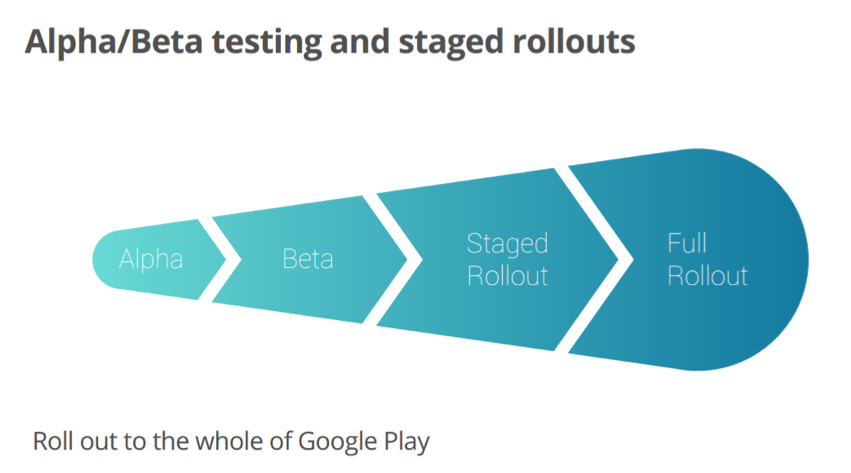 Alpha/Beta testing and staged rollouts
Alpha
Beta
Staged
Rollout
Full
Rollout
Roll out to the whole of Google Play